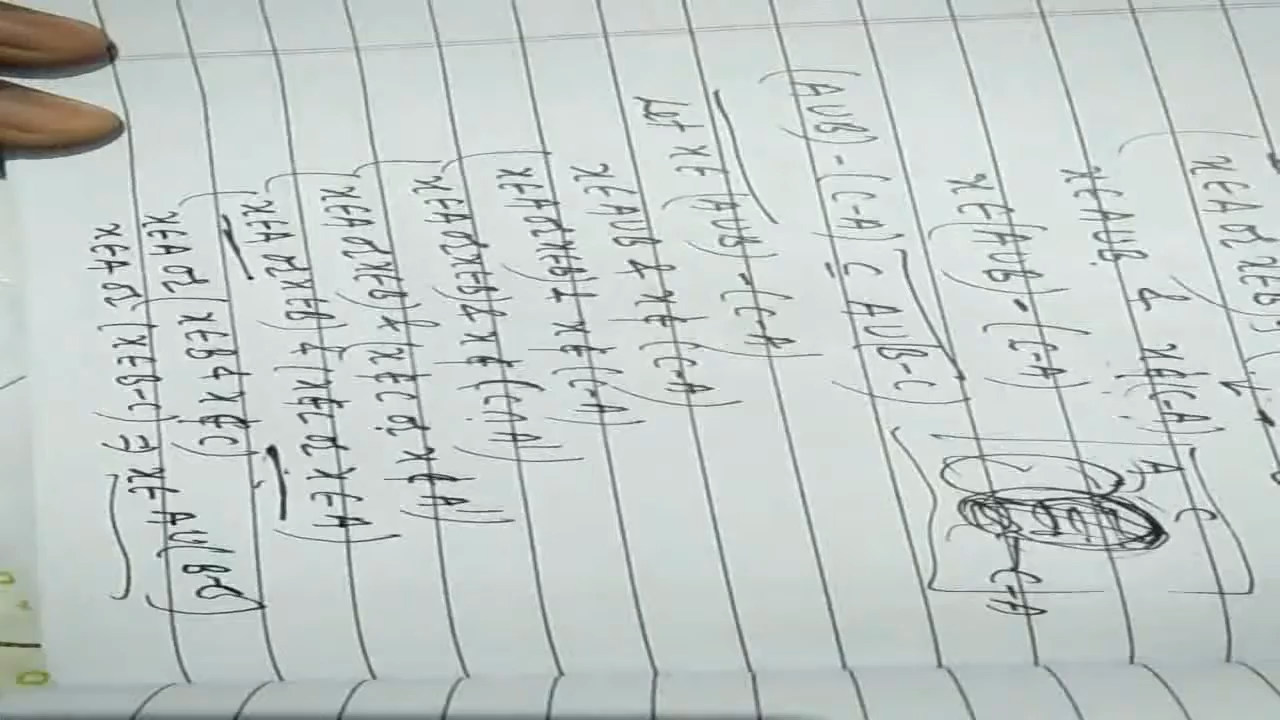 x∈A or x∈B)
x∈AUB & x∉(C-A)
x∈(AUB) - (C-A)
A
C
C-A
(AUB) - (C-A) ⊆ AUB-C)
Let x∈(AUB) - (C-A)
x∈AUB & x∉(C-A)
(x∈A or x∈B) & x∉(C-A)
(x∈A or x∈B) & x∉(C∩A')
(x∈A or x∈B) & (x∉C or x∉A')
(x∈A or x∈B) & (x∉C or x∈A)
x∈A or (x∈B & x∉C)
x∈A or (x∈B-C) ⇒ x∈AU(B-C)